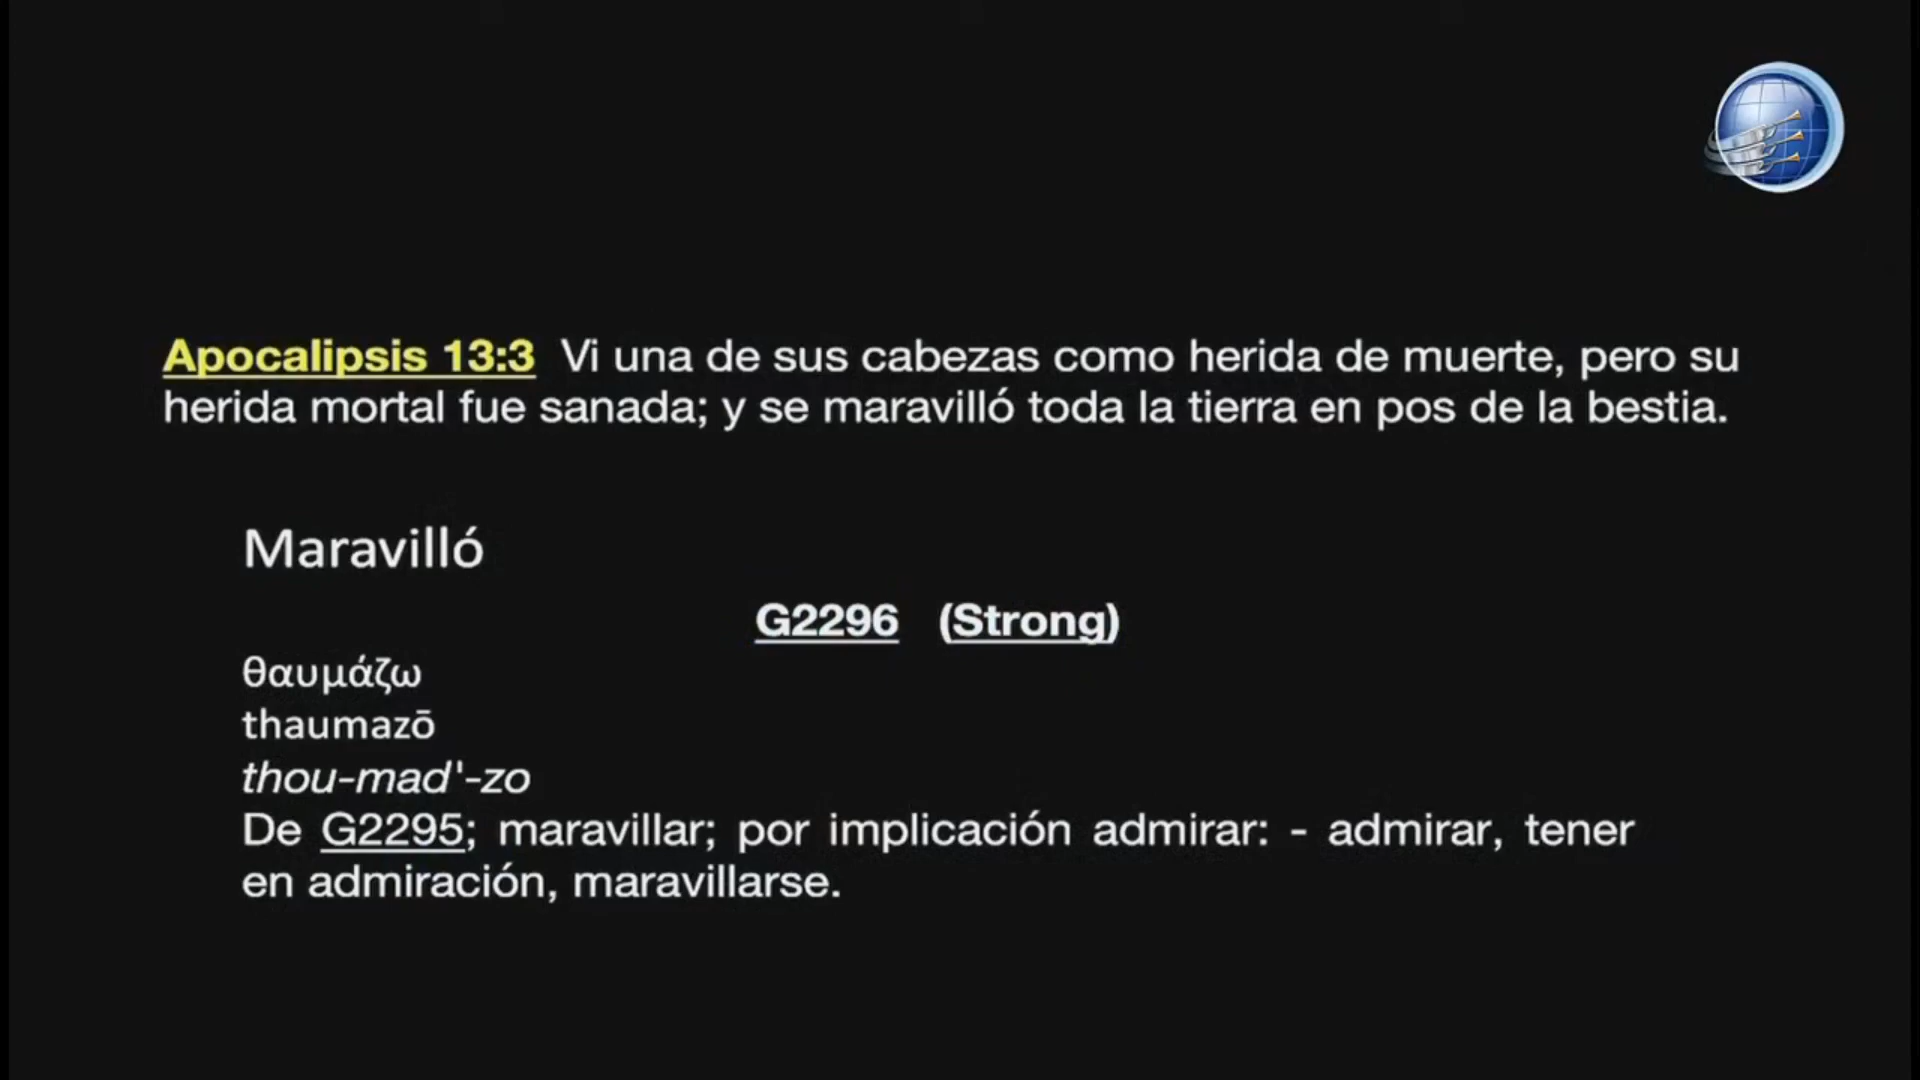 Apocalipsis 13:3 Vi una de sus cabezas como herida de muerte, pero su
herida mortal fue sanada; y se maravilló toda la tierra en pos de la bestia.
Maravilló
G2296 (Strong)
θαυμάζω
thaumazō
thou-mad'-zo
De G2295; maravillar; por implicación admirar: - admirar, tener
en admiración, maravillarse.